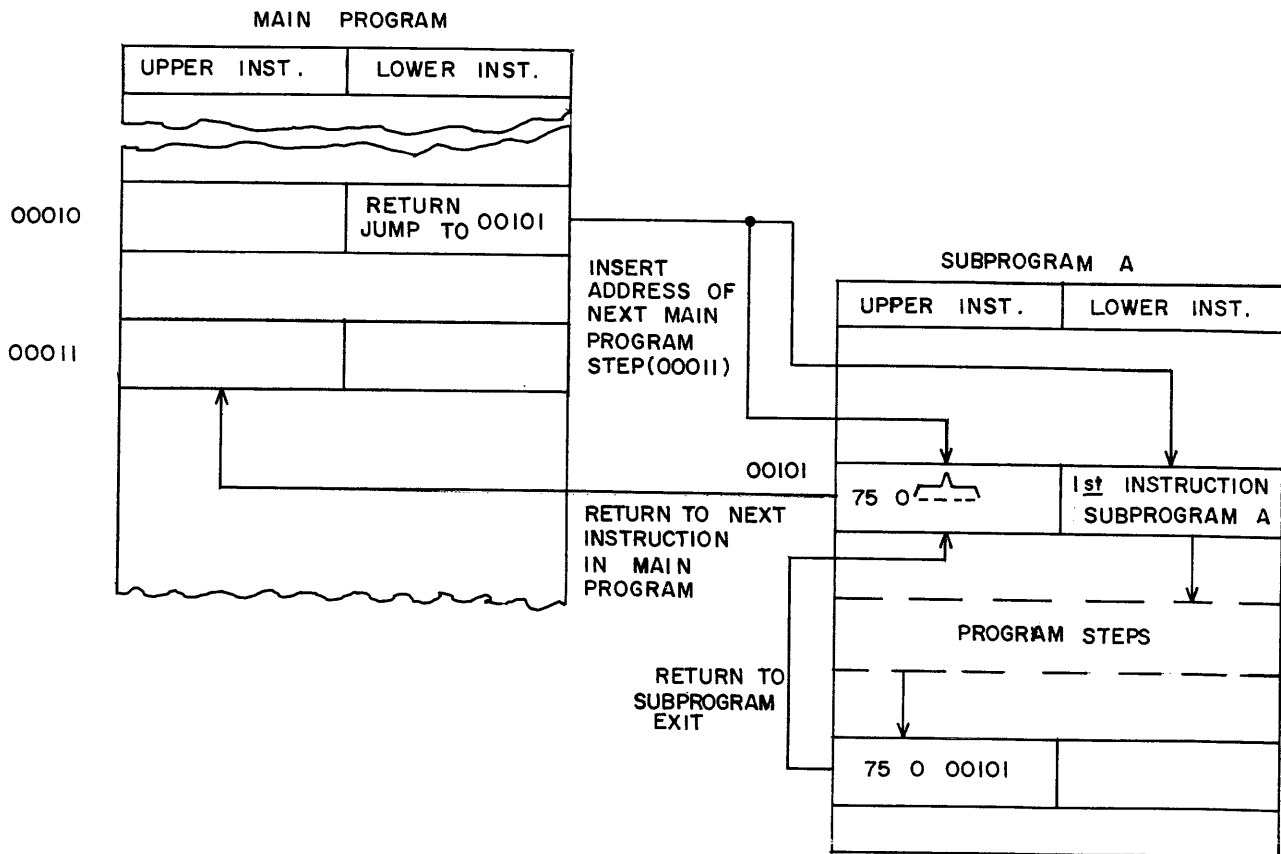 MAIN PROGRAM
UPPER INST.
LOWER INST.
00010
RETURN
JUMP TO 00101
INSERT
ADDRESS OF
NEXT MAIN
PROGRAM
STEP(00011)
00011
SUBPROGRAM A
UPPER INST.
LOWER INST.
00101
75 0 -----
1st INSTRUCTION
SUBPROGRAM A
RETURN TO NEXT
INSTRUCTION
IN MAIN
PROGRAM
PROGRAM STEPS
RETURN TO
SUBPROGRAM
EXIT
75 0 00101